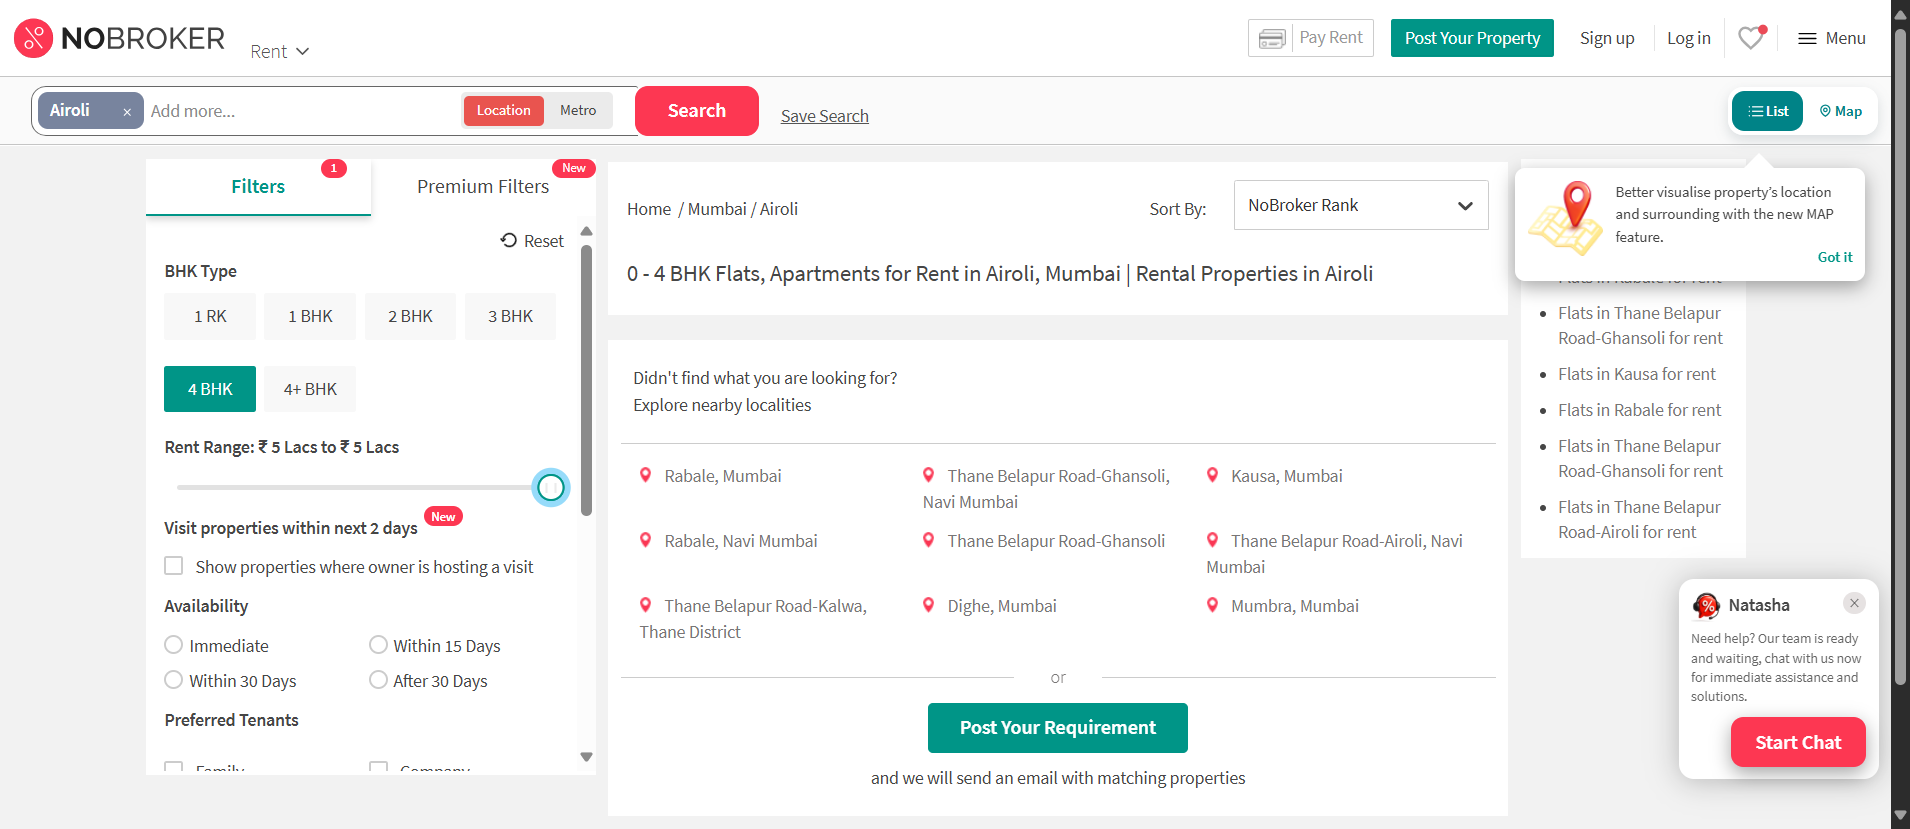 NOBROKER
Rent
Pay Rent
Post Your Property
Sign up
Log in
Menu
Airoli ×
Add more...
Location
Metro
Search
Save Search
List
Map
Filters
1
Premium Filters
New
Reset
BHK Type
1 RK
1 BHK
2 BHK
3 BHK
4 BHK
4+ BHK
Rent Range: ₹ 5 Lacs to ₹ 5 Lacs
Visit properties within next 2 days
New
Show properties where owner is hosting a visit
Availability
Immediate
Within 15 Days
Within 30 Days
After 30 Days
Preferred Tenants
Family
Company
Home / Mumbai / Airoli
Sort By:
NoBroker Rank
0 - 4 BHK Flats, Apartments for Rent in Airoli, Mumbai | Rental Properties in Airoli
Didn't find what you are looking for?
Explore nearby localities
Rabale, Mumbai
Thane Belapur Road-Ghansoli,
Navi Mumbai
Kausa, Mumbai
Rabale, Navi Mumbai
Thane Belapur Road-Ghansoli
Thane Belapur Road-Airoli, Navi
Mumbai
Thane Belapur Road-Kalwa,
Thane District
Dighe, Mumbai
Mumbra, Mumbai
or
Post Your Requirement
and we will send an email with matching properties
Better visualise property's location
and surrounding with the new MAP
feature.
Got it
Flats in Rabale for rent
Flats in Thane Belapur
Road-Ghansoli for rent
Flats in Kausa for rent
Flats in Rabale for rent
Flats in Thane Belapur
Road-Ghansoli for rent
Flats in Thane Belapur
Road-Airoli for rent
Natasha
Need help? Our team is ready
and waiting, chat with us now
for immediate assistance and
solutions.
Start Chat